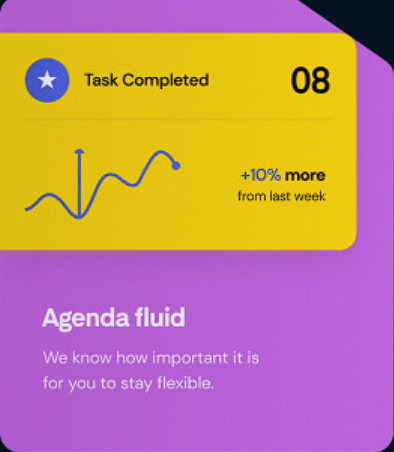 Task Completed
08
+10% more
from last week
Agenda fluid
We know how important it is
for you to stay flexible.